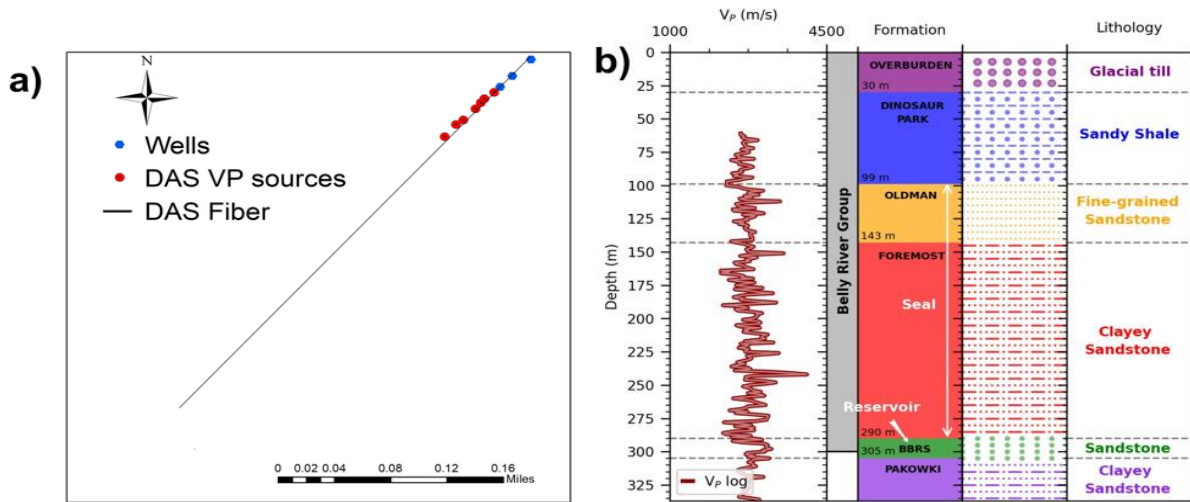 a)
N
Wells
DAS VP sources
DAS Fiber
0 0.02 0.04 0.08 0.12 0.16
Miles
b)
V_P (m/s)
1000 4500
Formation
Lithology
Depth (m)
0
25
50
75
100
125
150
175
200
225
250
275
300
325
V_P log
Belly River Group
OVERBURDEN
30 m
DINOSAUR
PARK
99 m
OLDMAN
143 m
FOREMOST
Seal
Reservoir
290 m
BBRS
305 m
PAKOWKI
Glacial till
Sandy Shale
Fine-grained
Sandstone
Clayey
Sandstone
Sandstone
Clayey
Sandstone